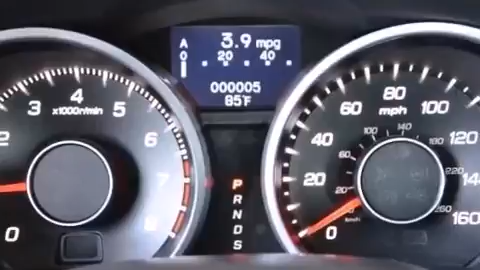 A 3.9 mpg
0 20 40
000005
85°F
0 2 3 4 5 6 7 8
x1000r/min
P
R
N
D
S
0 20 40 60 80 100 120 140 160
mph
20 60 100 140 180 220 260
km/h